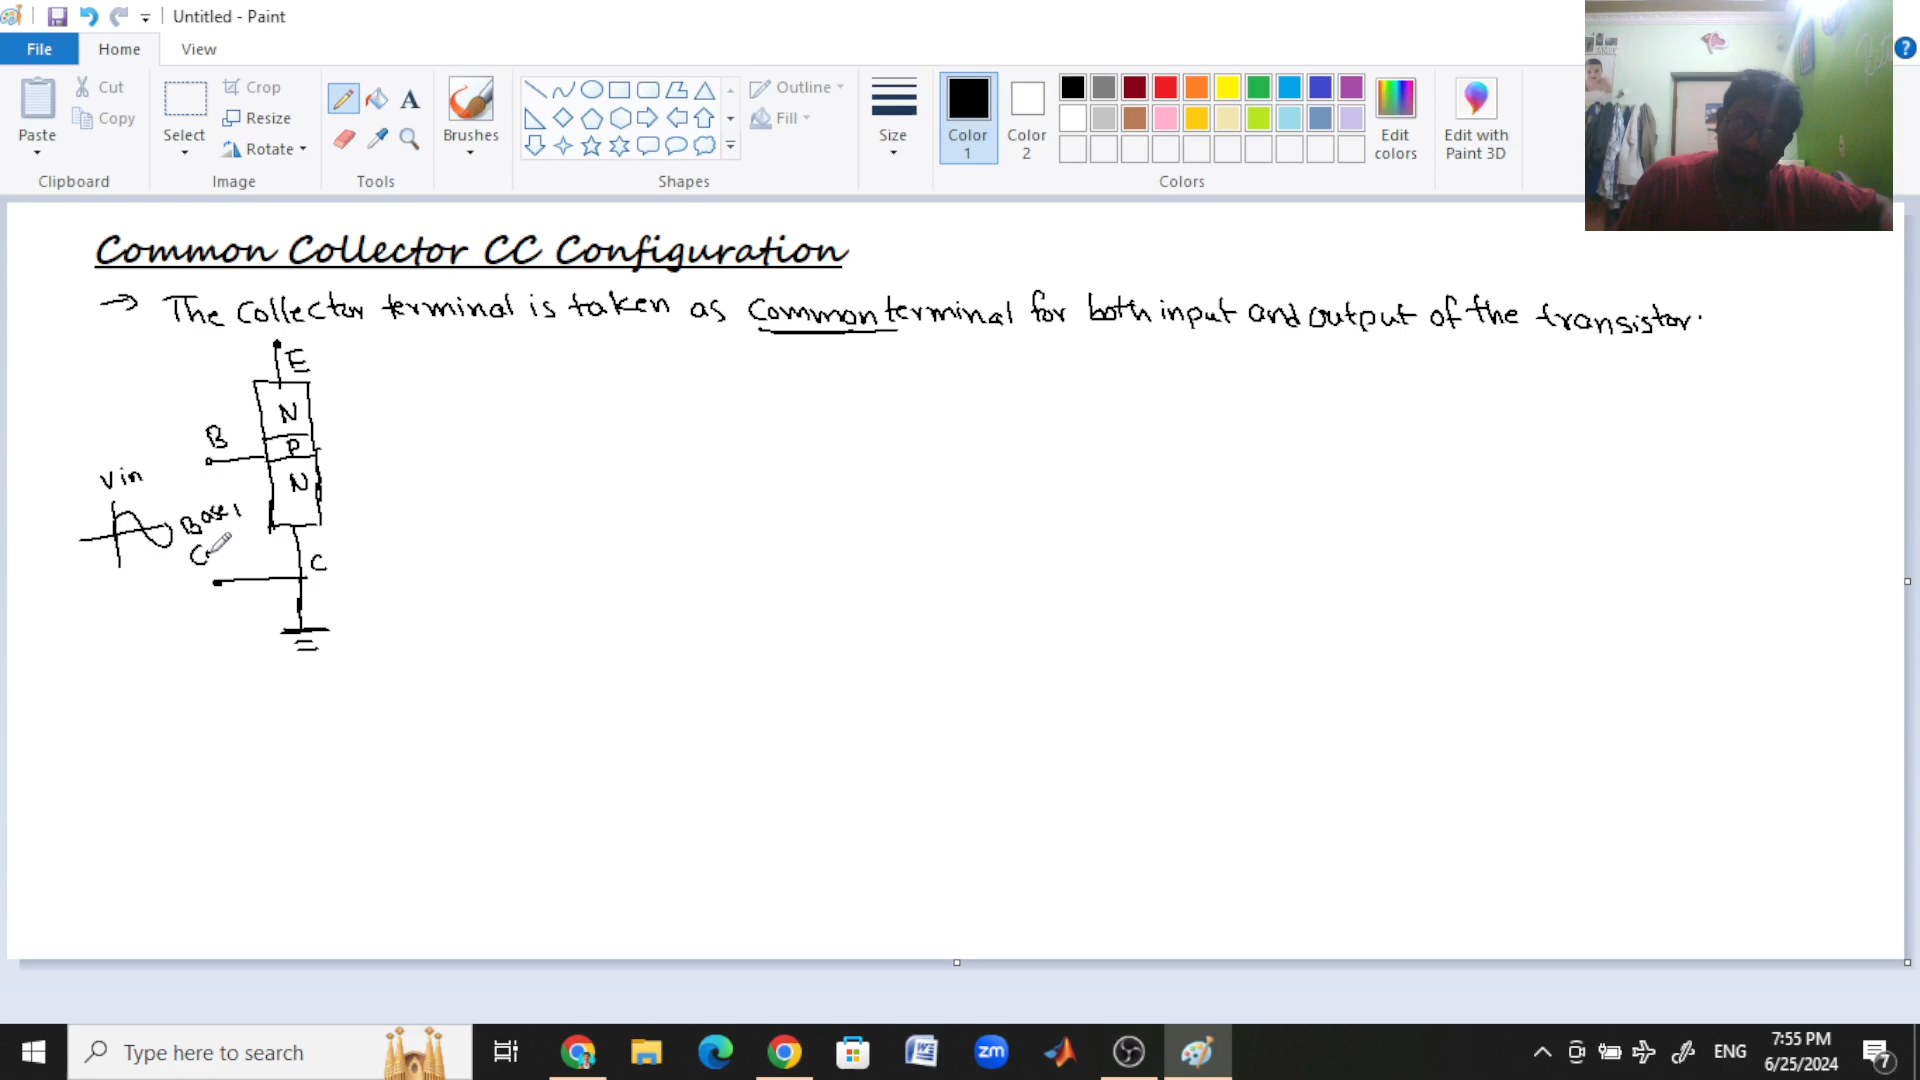 Untitled - Paint
File
Home
View
Paste
Cut
Copy
Clipboard
Select
Crop
Resize
Rotate
Image
Tools
Brushes
Shapes
Outline
Fill
Size
Color 1
Color 2
Colors
Edit colors
Edit with Paint 3D
Common Collector CC Configuration
→ The Collector terminal is taken as Common terminal for both input and output of the transistor.
E
N
B
P
N
Vin
Base,
C
C
Type here to search
zm
ENG
7:55 PM
6/25/2024
7